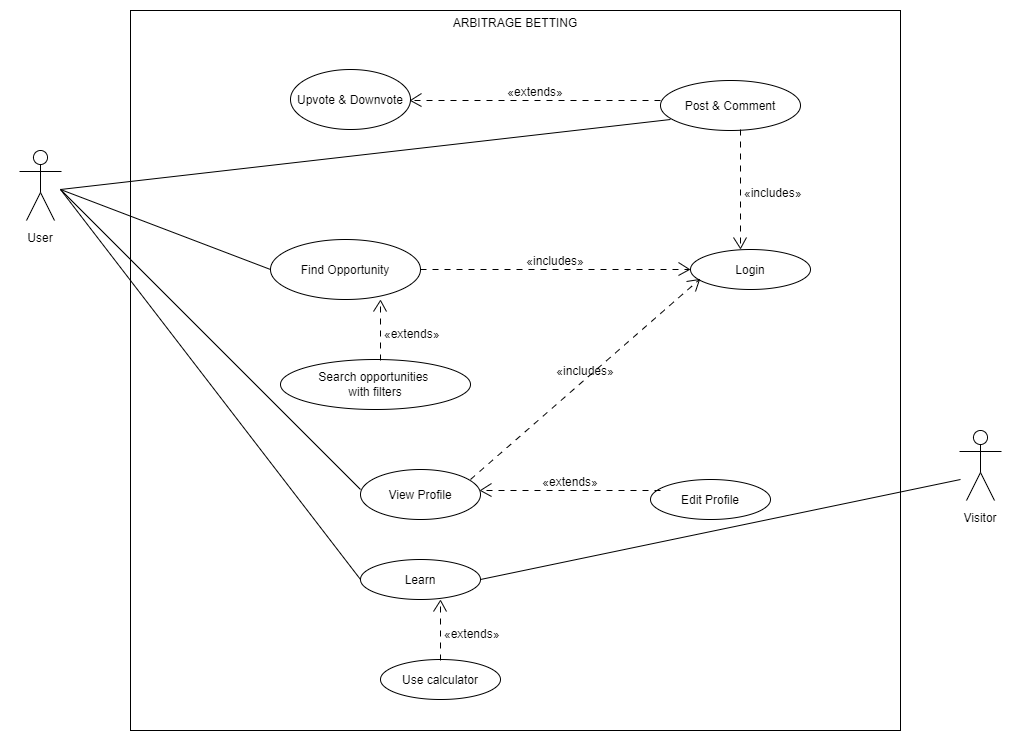 ARBITRAGE BETTING
Upvote & Downvote
«extends»
Post & Comment
«includes»
User
Find Opportunity
«includes»
Login
«extends»
Search opportunities
with filters
«includes»
View Profile
«extends»
Edit Profile
Visitor
Learn
«extends»
Use calculator